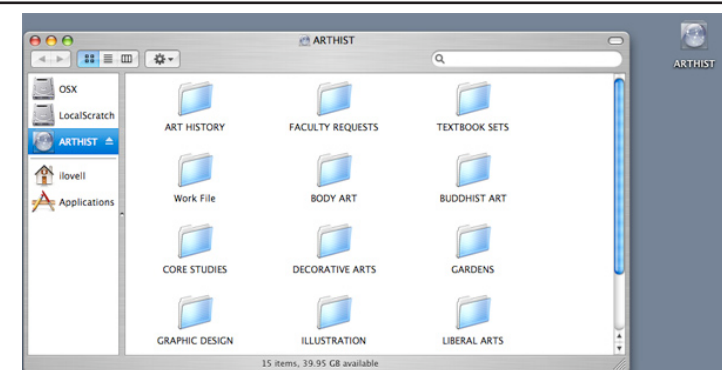 ARTHIST
ARTHIST
OSX
LocalScratch
ARTHIST
ilovell
Applications
ART HISTORY
FACULTY REQUESTS
TEXTBOOK SETS
Work File
BODY ART
BUDDHIST ART
CORE STUDIES
DECORATIVE ARTS
GARDENS
GRAPHIC DESIGN
ILLUSTRATION
LIBERAL ARTS
15 items, 39.95 GB available